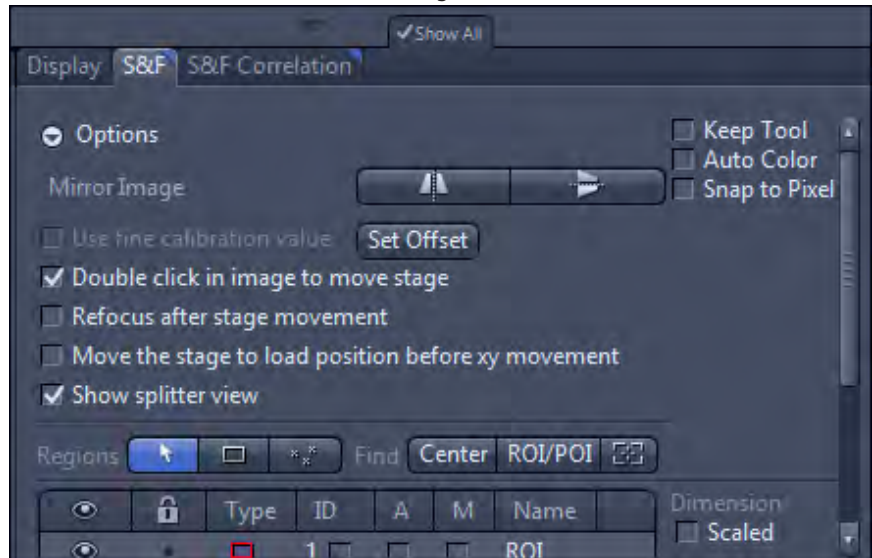 Show All
Display S&F S&F Correlation
Options
Keep Tool
Auto Color
Mirror Image
Snap to Pixel
Use fine calibration value Set Offset
Double click in image to move stage
Refocus after stage movement
Move the stage to load position before xy movement
Show splitter view
Regions Find Center ROI/POI
Type ID A M Name
Dimension
Scaled
1 ROI